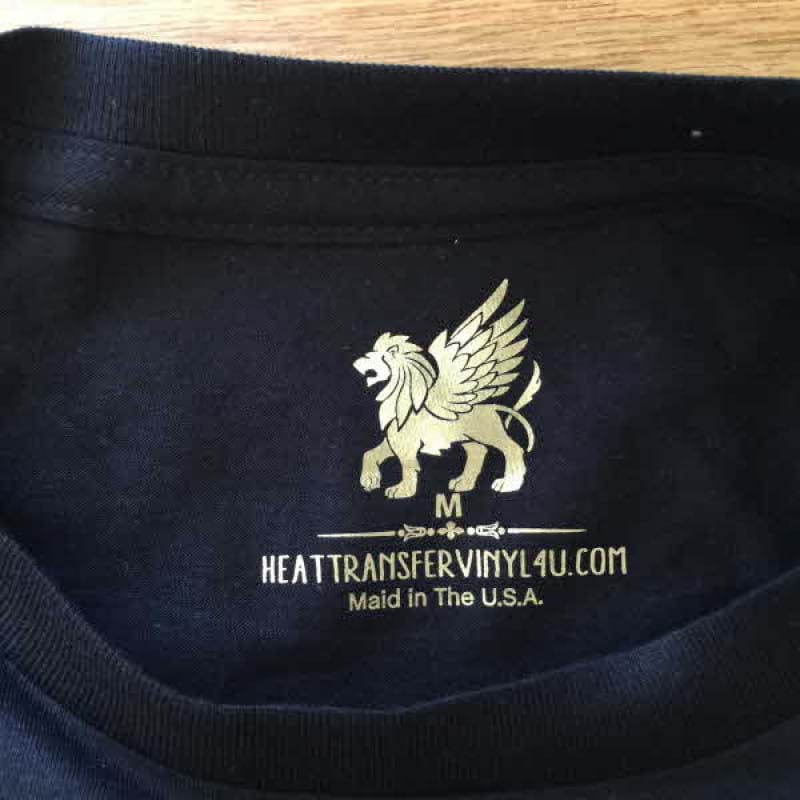 M
HEATTRANSFERVINYL4U.COM
Maid in The U.S.A.